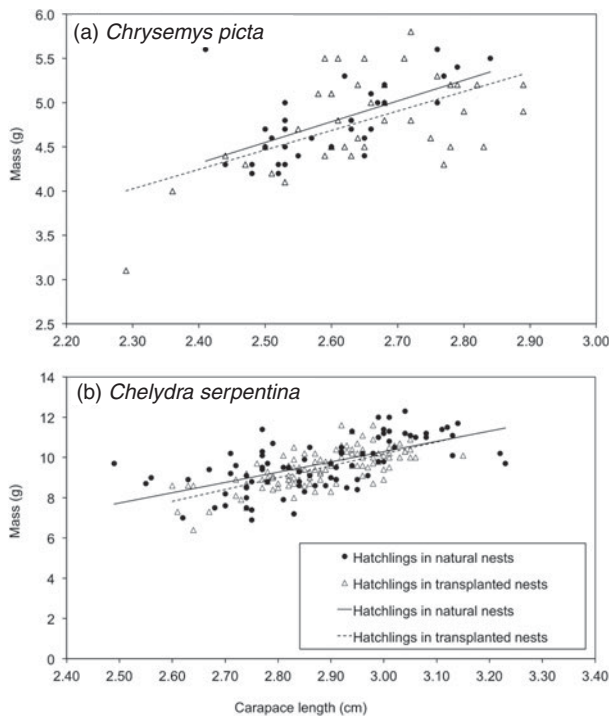 (a) Chrysemys picta
Mass (g)
6.0
5.5
5.0
4.5
4.0
3.5
3.0
2.5
2.20 2.30 2.40 2.50 2.60 2.70 2.80 2.90 3.00
(b) Chelydra serpentina
Mass (g)
14
12
10
8
6
4
2
0
Hatchlings in natural nests
Hatchlings in transplanted nests
Hatchlings in natural nests
Hatchlings in transplanted nests
2.40 2.50 2.60 2.70 2.80 2.90 3.00 3.10 3.20 3.30 3.40
Carapace length (cm)